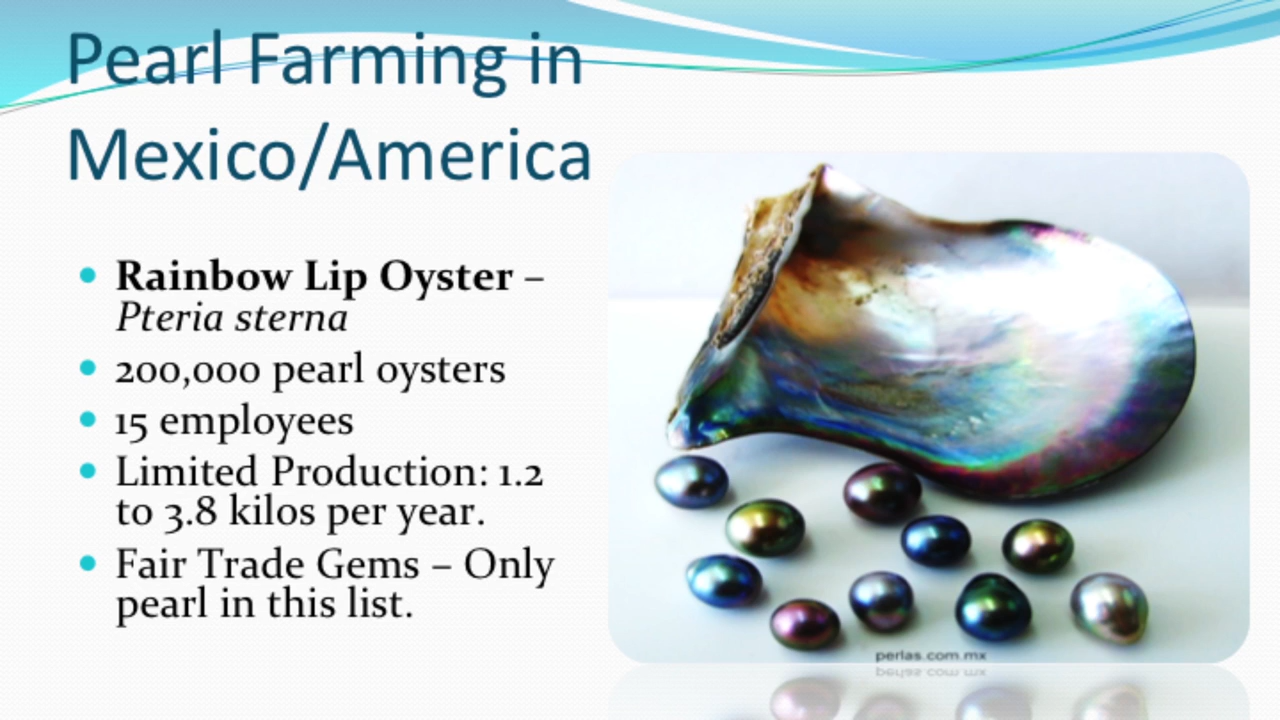 Pearl Farming in
Mexico/America
• Rainbow Lip Oyster –
Pteria sterna
• 200,000 pearl oysters
• 15 employees
• Limited Production: 1.2
to 3.8 kilos per year.
• Fair Trade Gems – Only
pearl in this list.
perlas.com.mx